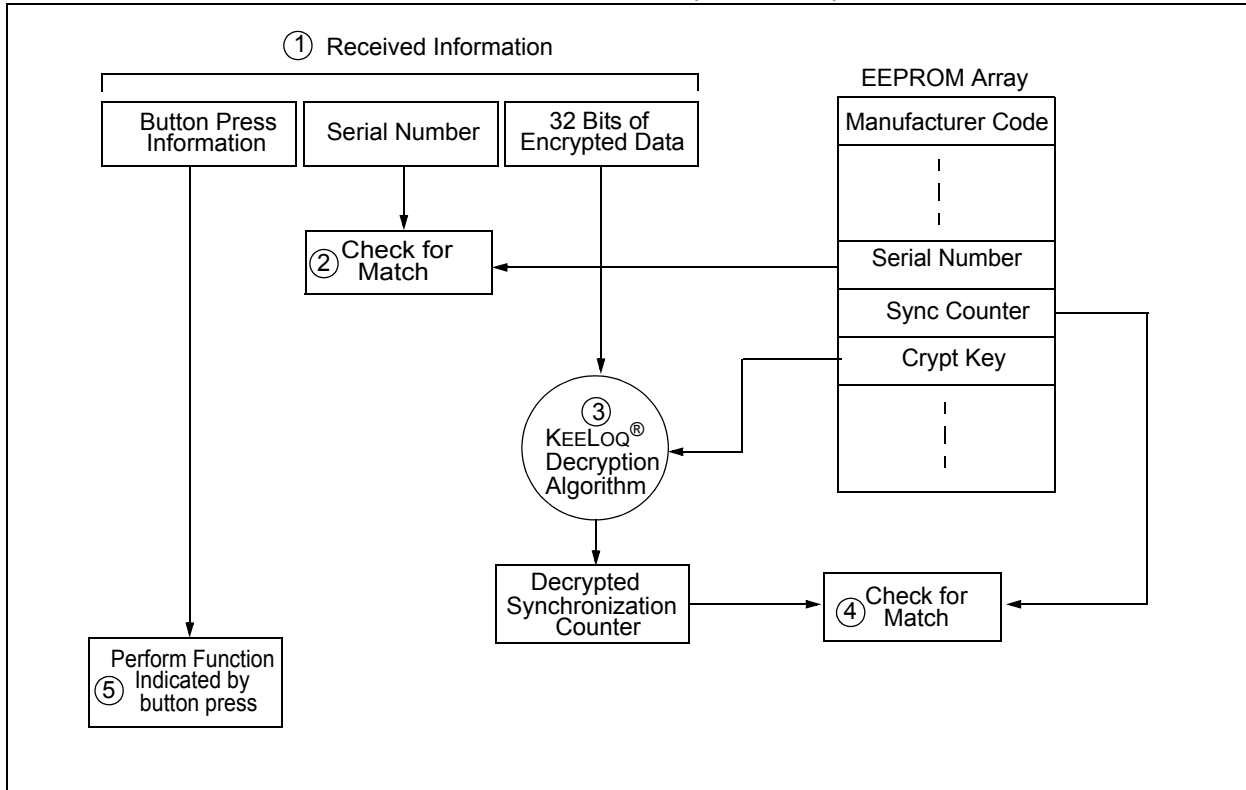 ① Received Information
EEPROM Array
Button Press
Information
Serial Number
32 Bits of
Encrypted Data
Manufacturer Code
② Check for
Match
Serial Number
Sync Counter
Crypt Key
③
KEELOQ®
Decryption
Algorithm
Decrypted
Synchronization
Counter
④ Check for
Match
Perform Function
⑤ Indicated by
button press